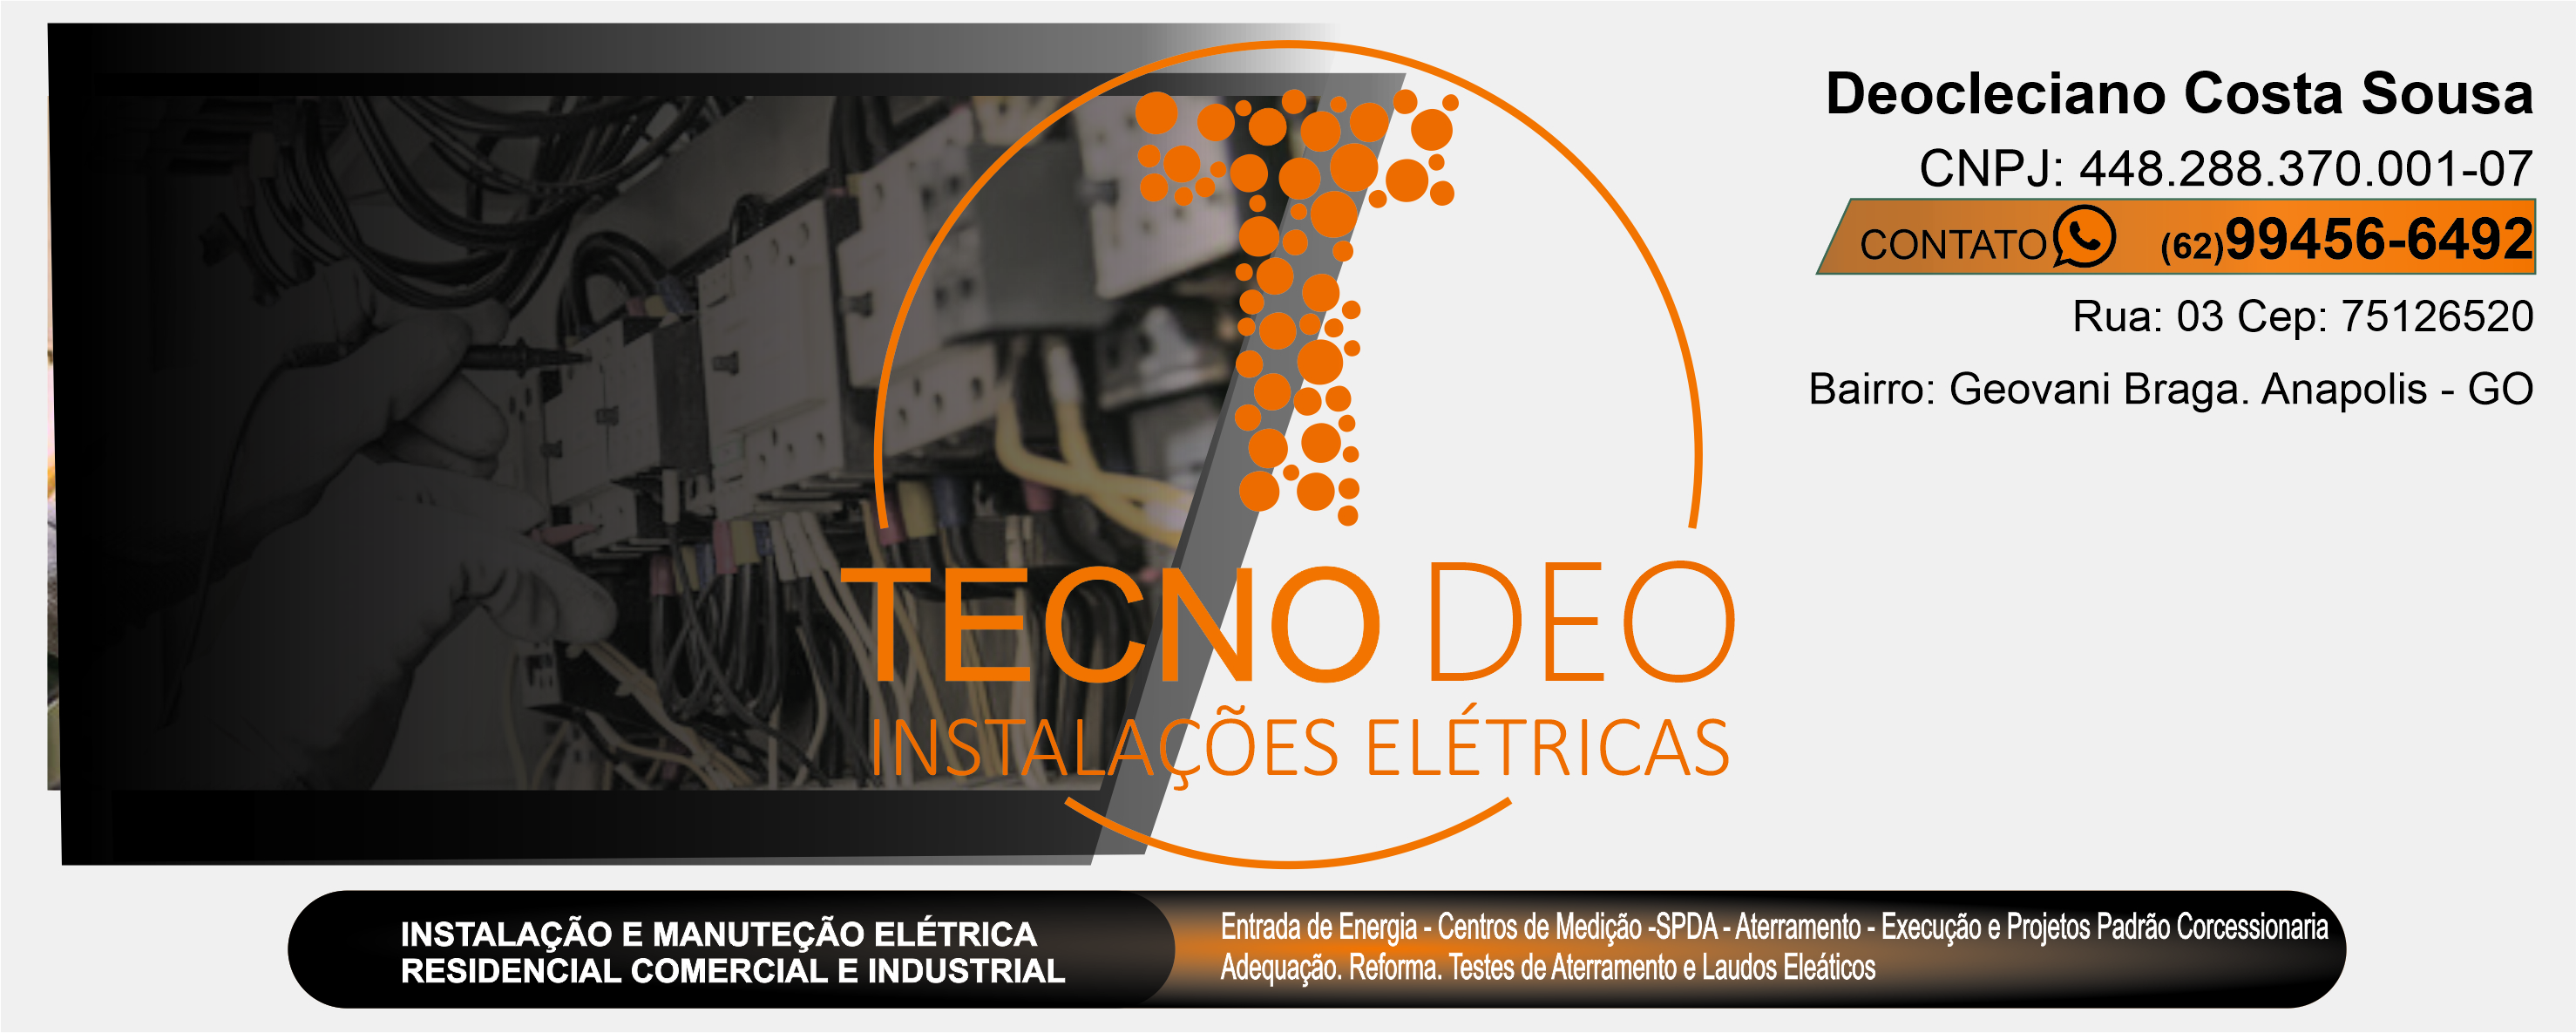 Deocleciano Costa Sousa
CNPJ: 448.288.370.001-07
CONTATO (62)99456-6492
Rua: 03 Cep: 75126520
Bairro: Geovani Braga. Anapolis - GO
TECNO DEO
INSTALAÇÕES ELÉTRICAS
INSTALAÇÃO E MANUTEÇÃO ELÉTRICA
RESIDENCIAL COMERCIAL E INDUSTRIAL
Entrada de Energia - Centros de Medição -SPDA - Aterramento - Execução e Projetos Padrão Corcessionaria
Adequação. Reforma. Testes de Aterramento e Laudos Eleáticos